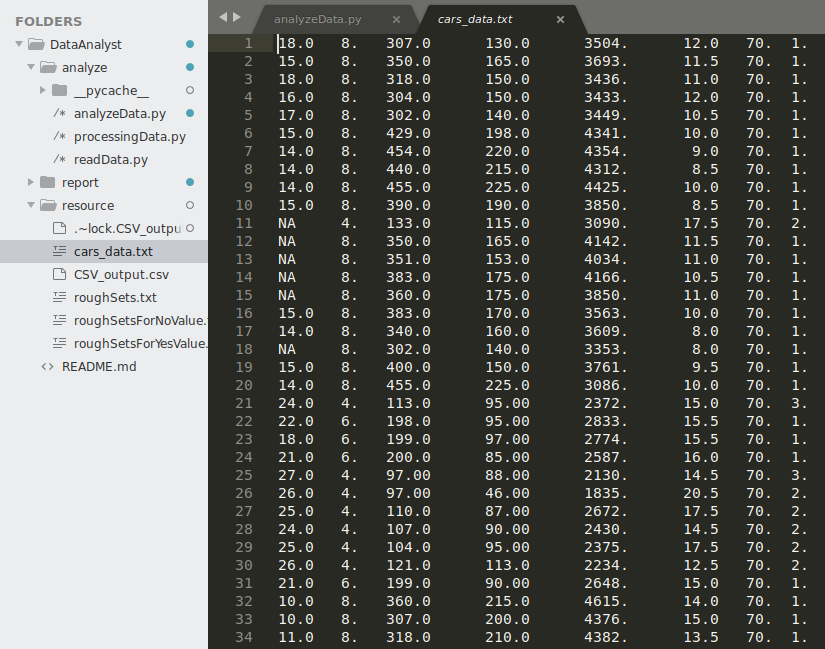 FOLDERS
DataAnalyst
analyze
__pycache__
/* analyzeData.py
/* processingData.py
/* readData.py
report
resource
.~lock.CSV_outpu
cars_data.txt
CSV_output.csv
roughSets.txt
roughSetsForNoValue.
roughSetsForYesValue.
<> README.md
analyzeData.py × cars_data.txt ×
1 18.0 8. 307.0 130.0 3504. 12.0 70. 1.
2 15.0 8. 350.0 165.0 3693. 11.5 70. 1.
3 18.0 8. 318.0 150.0 3436. 11.0 70. 1.
4 16.0 8. 304.0 150.0 3433. 12.0 70. 1.
5 17.0 8. 302.0 140.0 3449. 10.5 70. 1.
6 15.0 8. 429.0 198.0 4341. 10.0 70. 1.
7 14.0 8. 454.0 220.0 4354. 9.0 70. 1.
8 14.0 8. 440.0 215.0 4312. 8.5 70. 1.
9 14.0 8. 455.0 225.0 4425. 10.0 70. 1.
10 15.0 8. 390.0 190.0 3850. 8.5 70. 1.
11 NA 4. 133.0 115.0 3090. 17.5 70. 2.
12 NA 8. 350.0 165.0 4142. 11.5 70. 1.
13 NA 8. 351.0 153.0 4034. 11.0 70. 1.
14 NA 8. 383.0 175.0 4166. 10.5 70. 1.
15 NA 8. 360.0 175.0 3850. 11.0 70. 1.
16 15.0 8. 383.0 170.0 3563. 10.0 70. 1.
17 14.0 8. 340.0 160.0 3609. 8.0 70. 1.
18 NA 8. 302.0 140.0 3353. 8.0 70. 1.
19 15.0 8. 400.0 150.0 3761. 9.5 70. 1.
20 14.0 8. 455.0 225.0 3086. 10.0 70. 1.
21 24.0 4. 113.0 95.00 2372. 15.0 70. 3.
22 22.0 6. 198.0 95.00 2833. 15.5 70. 1.
23 18.0 6. 199.0 97.00 2774. 15.5 70. 1.
24 21.0 6. 200.0 85.00 2587. 16.0 70. 1.
25 27.0 4. 97.00 88.00 2130. 14.5 70. 3.
26 26.0 4. 97.00 46.00 1835. 20.5 70. 2.
27 25.0 4. 110.0 87.00 2672. 17.5 70. 2.
28 24.0 4. 107.0 90.00 2430. 14.5 70. 2.
29 25.0 4. 104.0 95.00 2375. 17.5 70. 2.
30 26.0 4. 121.0 113.0 2234. 12.5 70. 2.
31 21.0 6. 199.0 90.00 2648. 15.0 70. 1.
32 10.0 8. 360.0 215.0 4615. 14.0 70. 1.
33 10.0 8. 307.0 200.0 4376. 15.0 70. 1.
34 11.0 8. 318.0 210.0 4382. 13.5 70. 1.